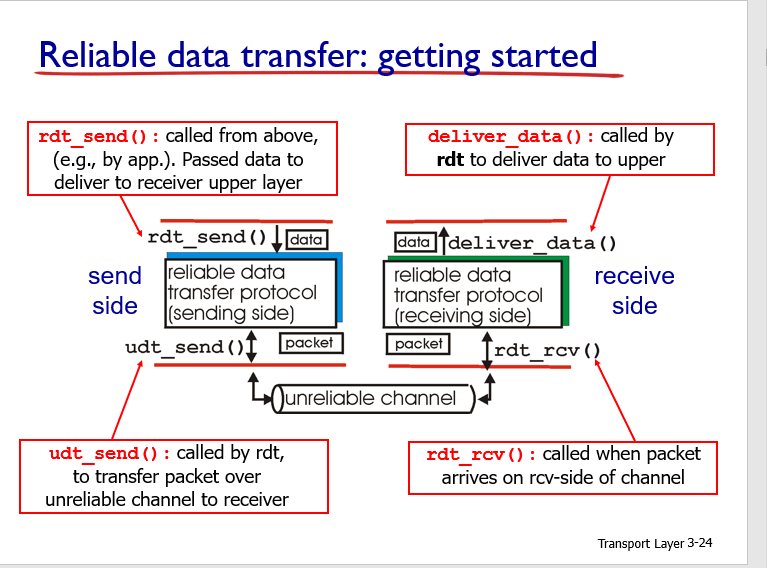 Reliable data transfer: getting started
rdt_send(): called from above,
(e.g., by app.). Passed data to
deliver to receiver upper layer
deliver_data(): called by
rdt to deliver data to upper
rdt_send()
data
data
deliver_data()
send
side
reliable data
transfer protocol
(sending side)
reliable data
transfer protocol
(receiving side)
receive
side
udt_send()
packet
packet
rdt_rcv()
unreliable channel
udt_send(): called by rdt,
to transfer packet over
unreliable channel to receiver
rdt_rcv(): called when packet
arrives on rcv-side of channel
Transport Layer 3-24